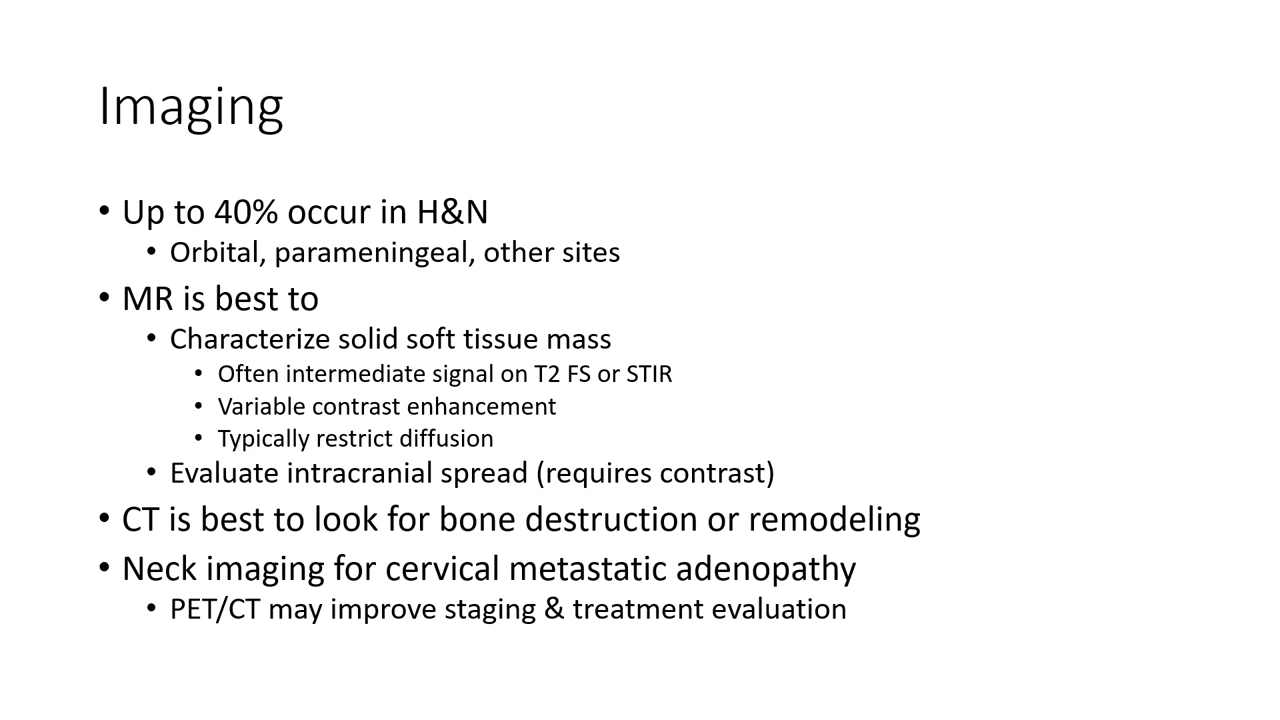 Imaging
• Up to 40% occur in H&N
• Orbital, parameningeal, other sites
• MR is best to
• Characterize solid soft tissue mass
• Often intermediate signal on T2 FS or STIR
• Variable contrast enhancement
• Typically restrict diffusion
• Evaluate intracranial spread (requires contrast)
• CT is best to look for bone destruction or remodeling
• Neck imaging for cervical metastatic adenopathy
• PET/CT may improve staging & treatment evaluation